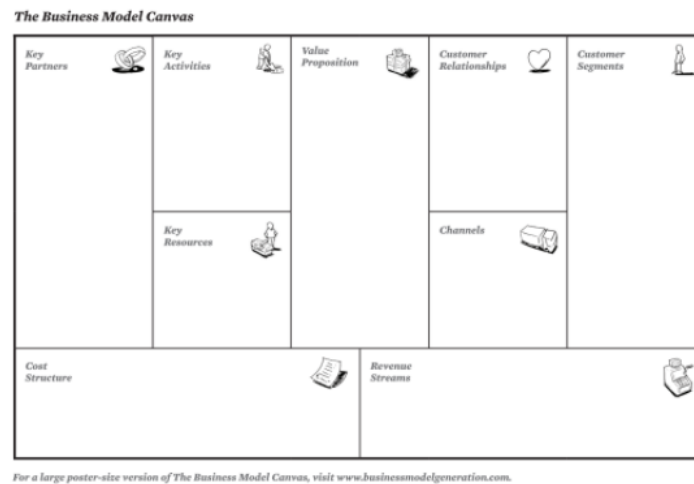 The Business Model Canvas
Key
Partners
Key
Activities
Value
Proposition
Customer
Relationships
Customer
Segments
Key
Resources
Channels
Cost
Structure
Revenue
Streams
For a large poster-size version of The Business Model Canvas, visit www.businessmodelgeneration.com.